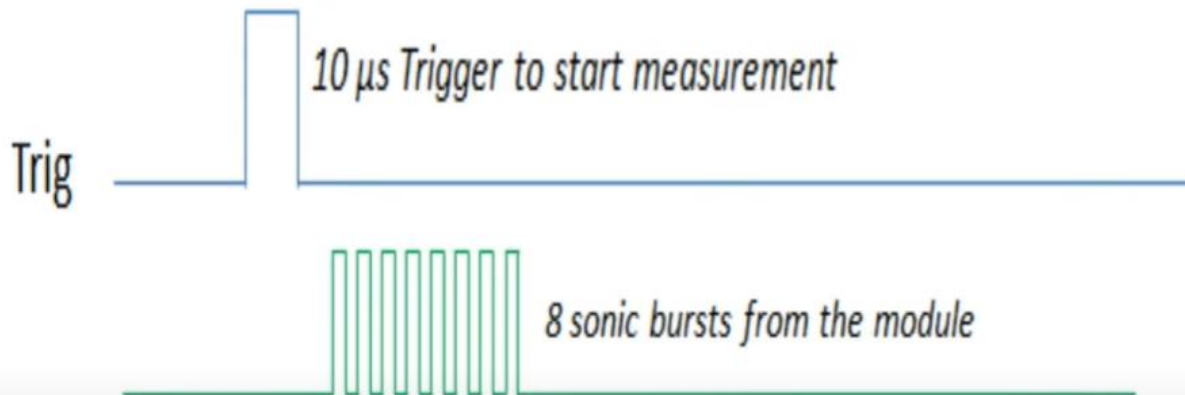 10 µs Trigger to start measurement
Trig
8 sonic bursts from the module